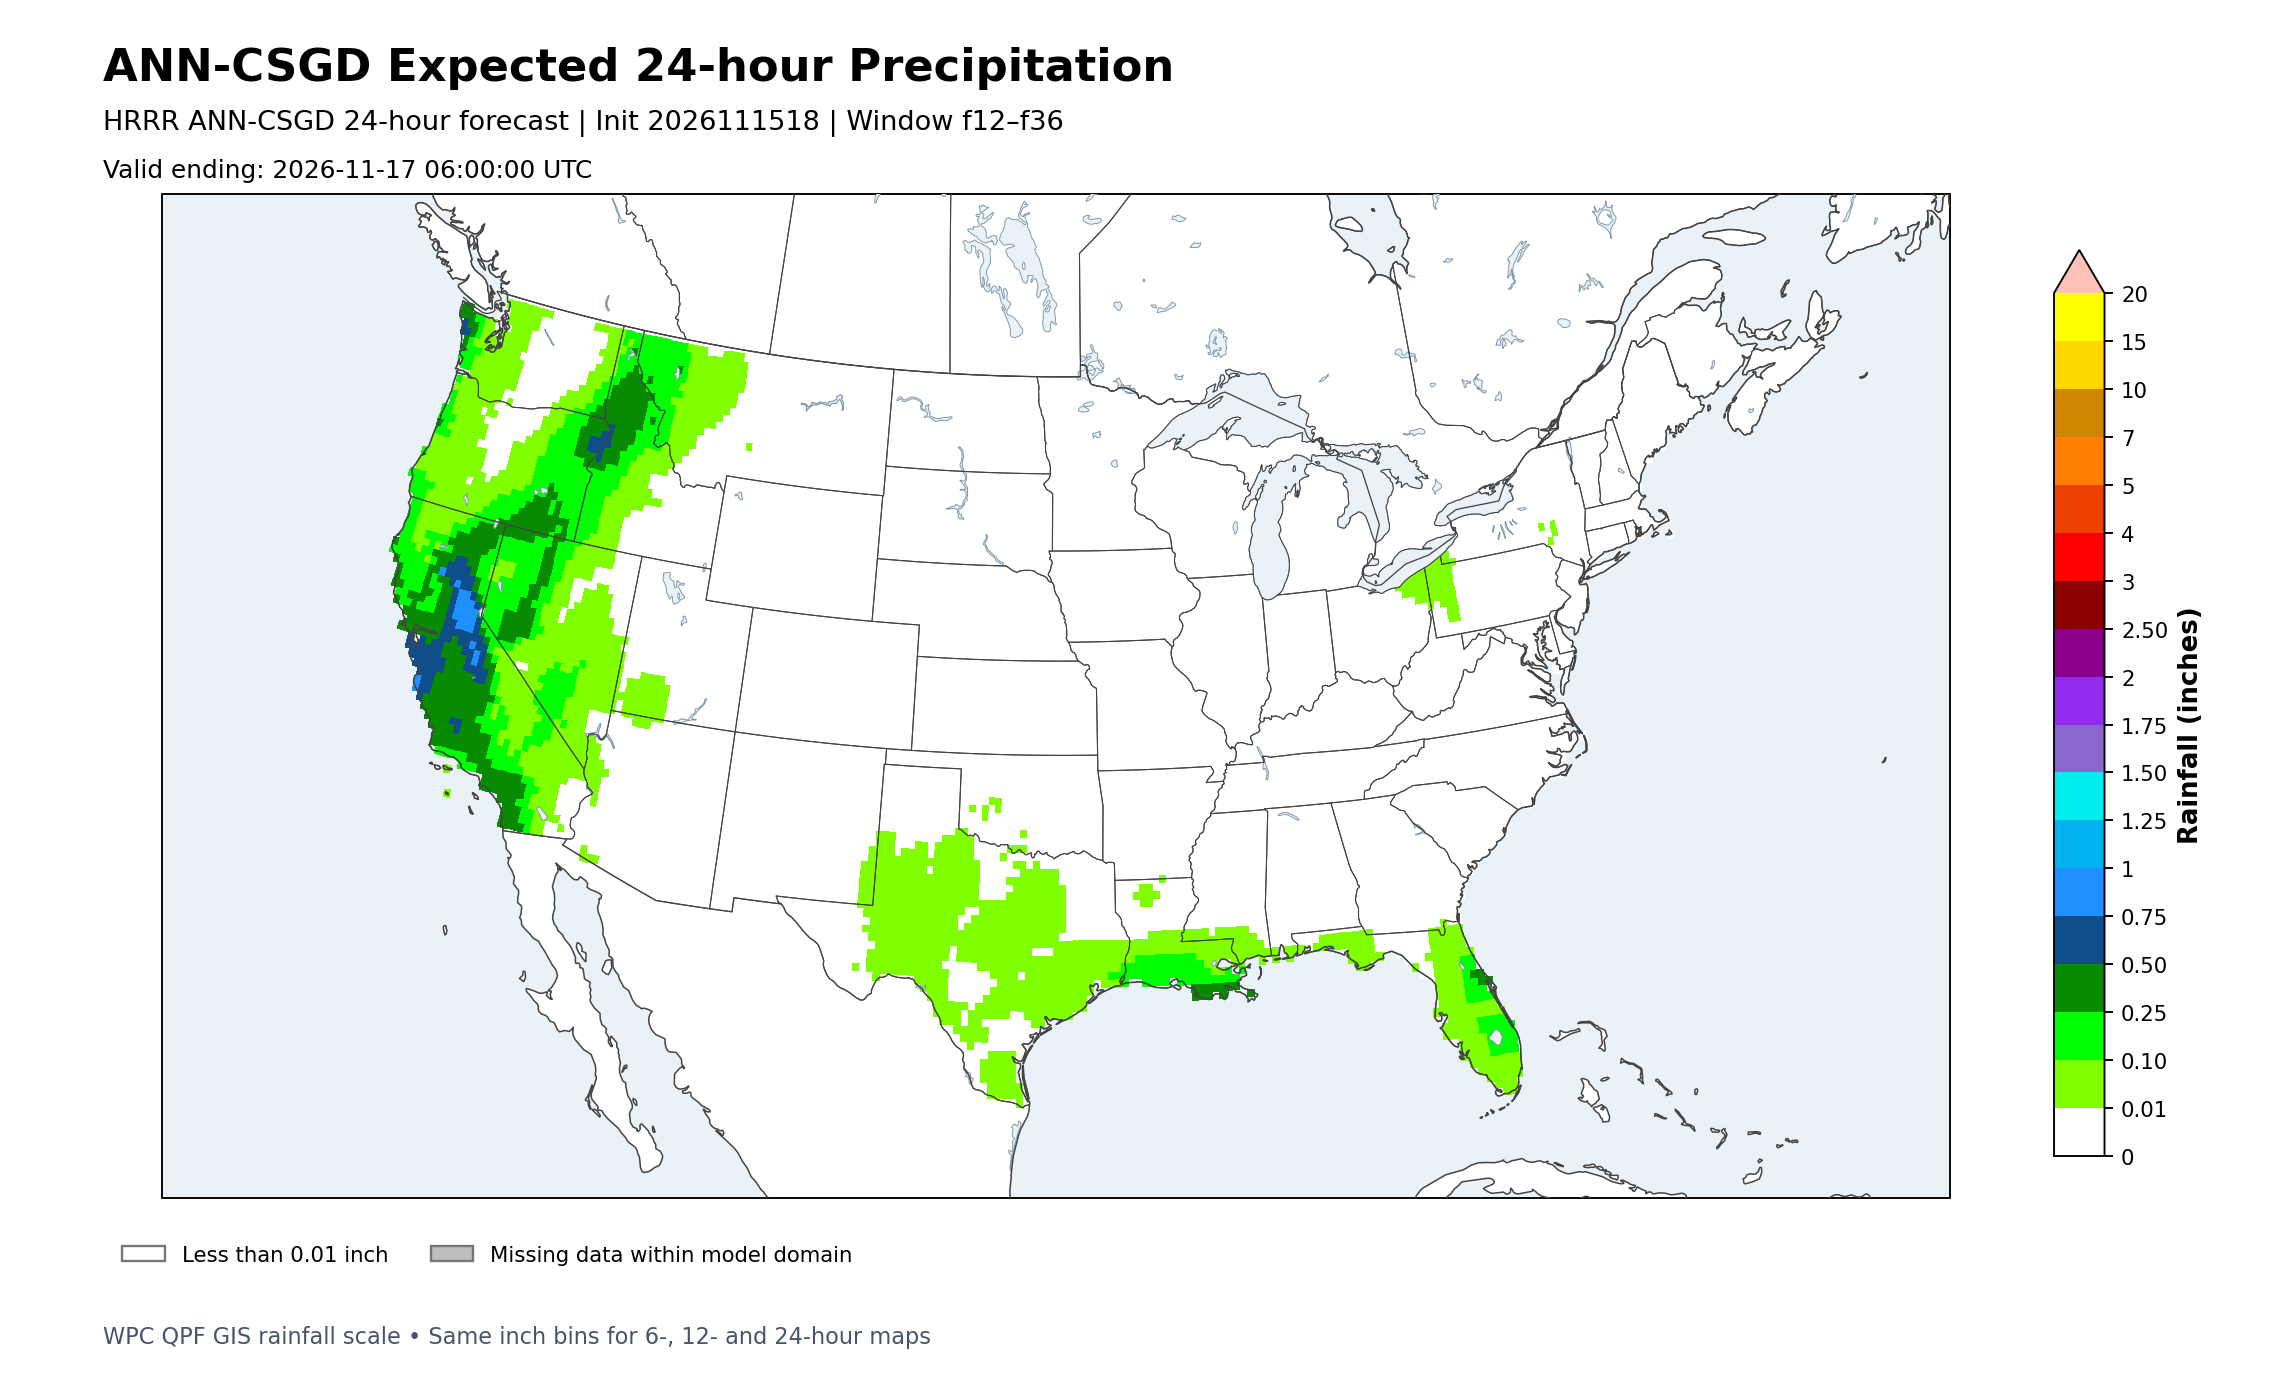 ANN-CSGD Expected 24-hour Precipitation
HRRR ANN-CSGD 24-hour forecast | Init 2026111518 | Window f12–f36
Valid ending: 2026-11-17 06:00:00 UTC
20
15
10
7
5
4
3
2.50
2
1.75
1.50
1.25
1
0.75
0.50
0.25
0.10
0.01
0
Rainfall (inches)
Less than 0.01 inch
Missing data within model domain
WPC QPF GIS rainfall scale • Same inch bins for 6-, 12- and 24-hour maps